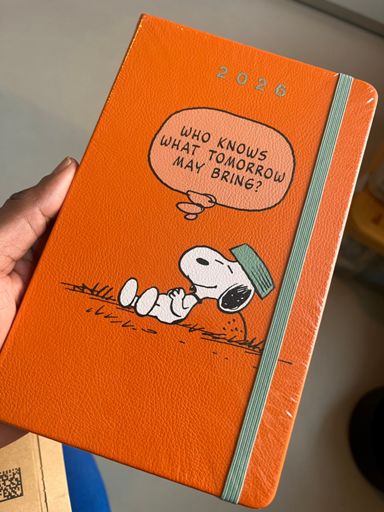 2026
WHO KNOWS
WHAT TOMORROW
MAY BRING?